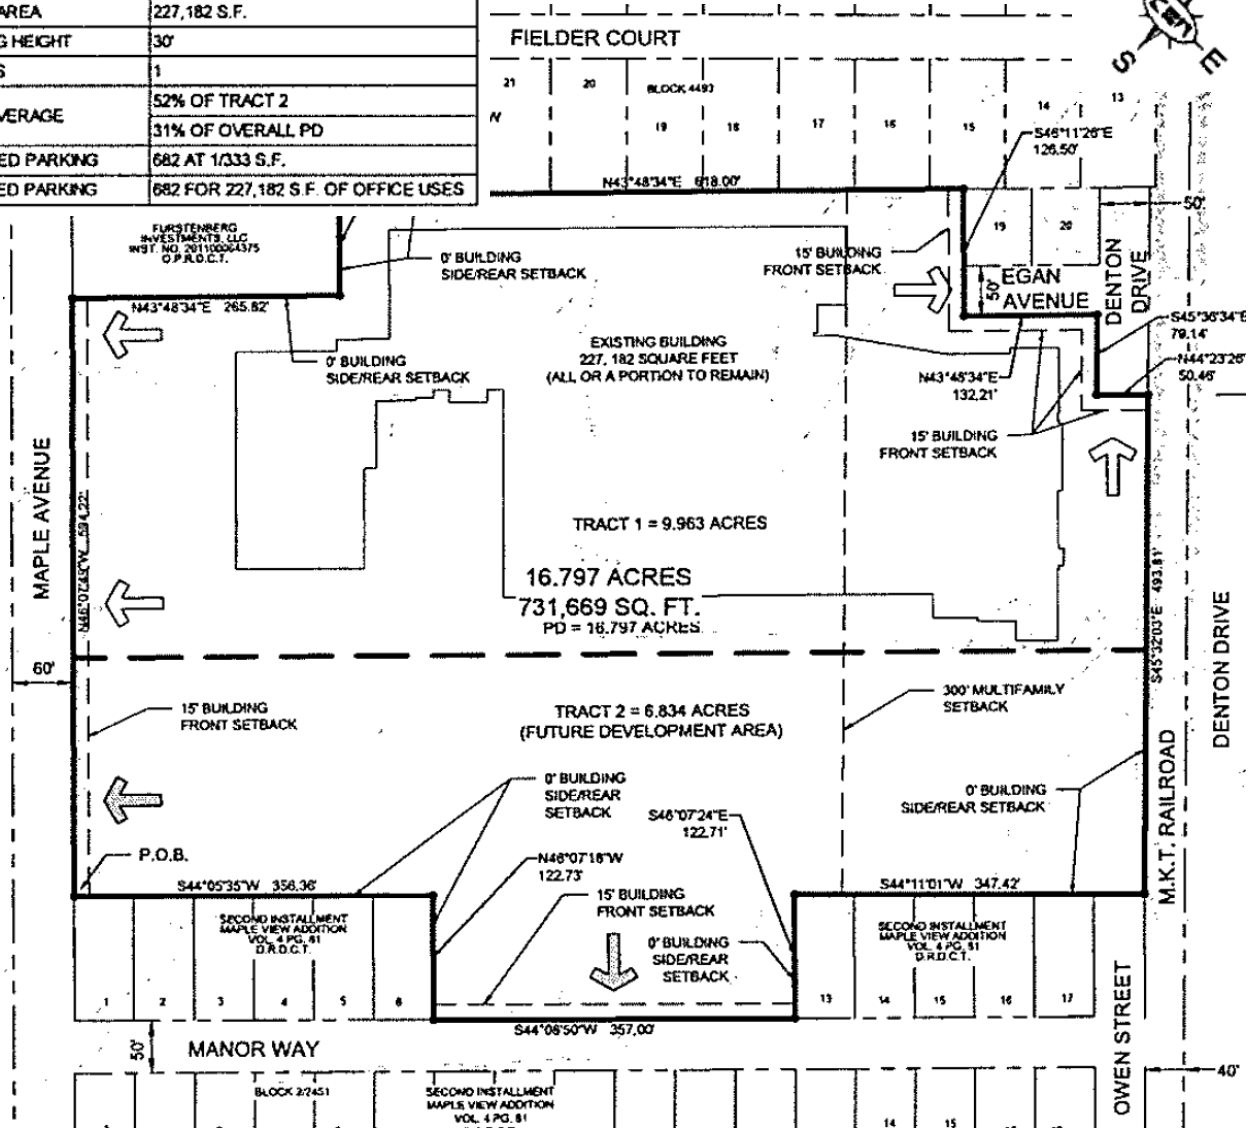 AREA 227,182 S.F.
G HEIGHT 30'
S 1
VERAGE 52% OF TRACT 2
31% OF OVERALL PD
ED PARKING 682 AT 1/333 S.F.
ED PARKING 682 FOR 227,182 S.F. OF OFFICE USES
FIELDER COURT
S
E
21
20
BLOCK 4493
19
18
17
16
15
14
13
N
S46°11'26"E
126.50'
N43°48'34"E 618.00'
50'
19
20
DENTON
DRIVE
FURSTENBERG
INVESTMENTS, LLC
INST. NO. 201100064375
O.P.R.D.C.T.
0' BUILDING
SIDE/REAR SETBACK
15' BUILDING
FRONT SETBACK
50'
EGAN
AVENUE
N43°48'34"E 265.82'
S45°36'34"E
79.14'
EXISTING BUILDING
227, 182 SQUARE FEET
(ALL OR A PORTION TO REMAIN)
0' BUILDING
SIDE/REAR SETBACK
N43°48'34"E
132.21'
N44°23'26"
50.46'
15' BUILDING
FRONT SETBACK
MAPLE AVENUE
N46°07'49"W 594.22'
TRACT 1 = 9.963 ACRES
16.797 ACRES
731,669 SQ. FT.
PD = 16.797 ACRES
S45°32'03"E 493.81'
DENTON DRIVE
60'
15' BUILDING
FRONT SETBACK
TRACT 2 = 6.834 ACRES
(FUTURE DEVELOPMENT AREA)
300' MULTIFAMILY
SETBACK
M.K.T. RAILROAD
0' BUILDING
SIDE/REAR
SETBACK
S46°07'24"E
122.71'
0' BUILDING
SIDE/REAR SETBACK
P.O.B.
N46°07'18"W
122.73'
S44°05'35"W 356.36'
15' BUILDING
FRONT SETBACK
S44°11'01"W 347.42'
SECOND INSTALLMENT
MAPLE VIEW ADDITION
VOL. 4 PG. 81
D.R.D.C.T.
0' BUILDING
SIDE/REAR
SETBACK
SECOND INSTALLMENT
MAPLE VIEW ADDITION
VOL. 4 PG. 81
D.R.D.C.T.
1
2
3
4
5
6
13
14
15
16
17
S44°06'50"W 357.00'
50'
MANOR WAY
OWEN STREET
40'
BLOCK 2/2451
SECOND INSTALLMENT
MAPLE VIEW ADDITION
VOL. 4 PG. 81
14
15